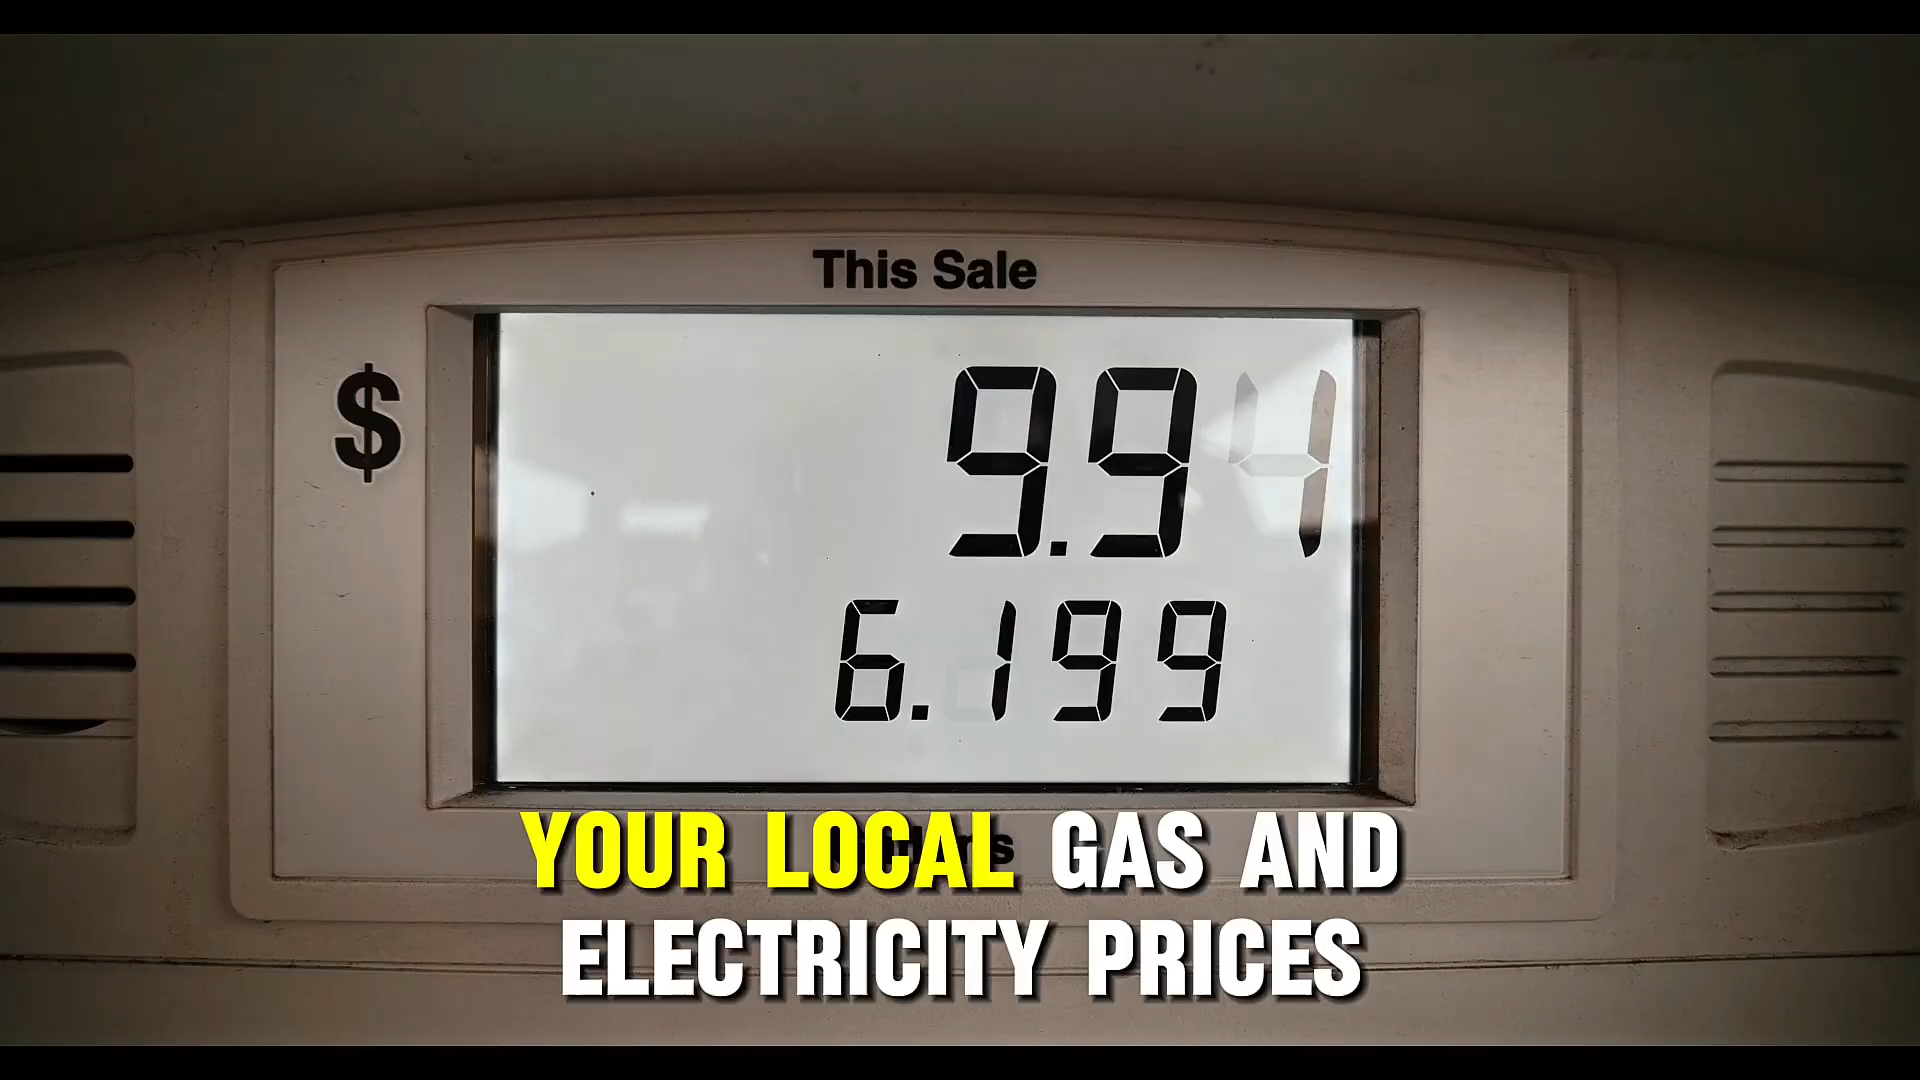 This Sale
$
9.94
6.199
YOUR LOCAL GAS AND
ELECTRICITY PRICES